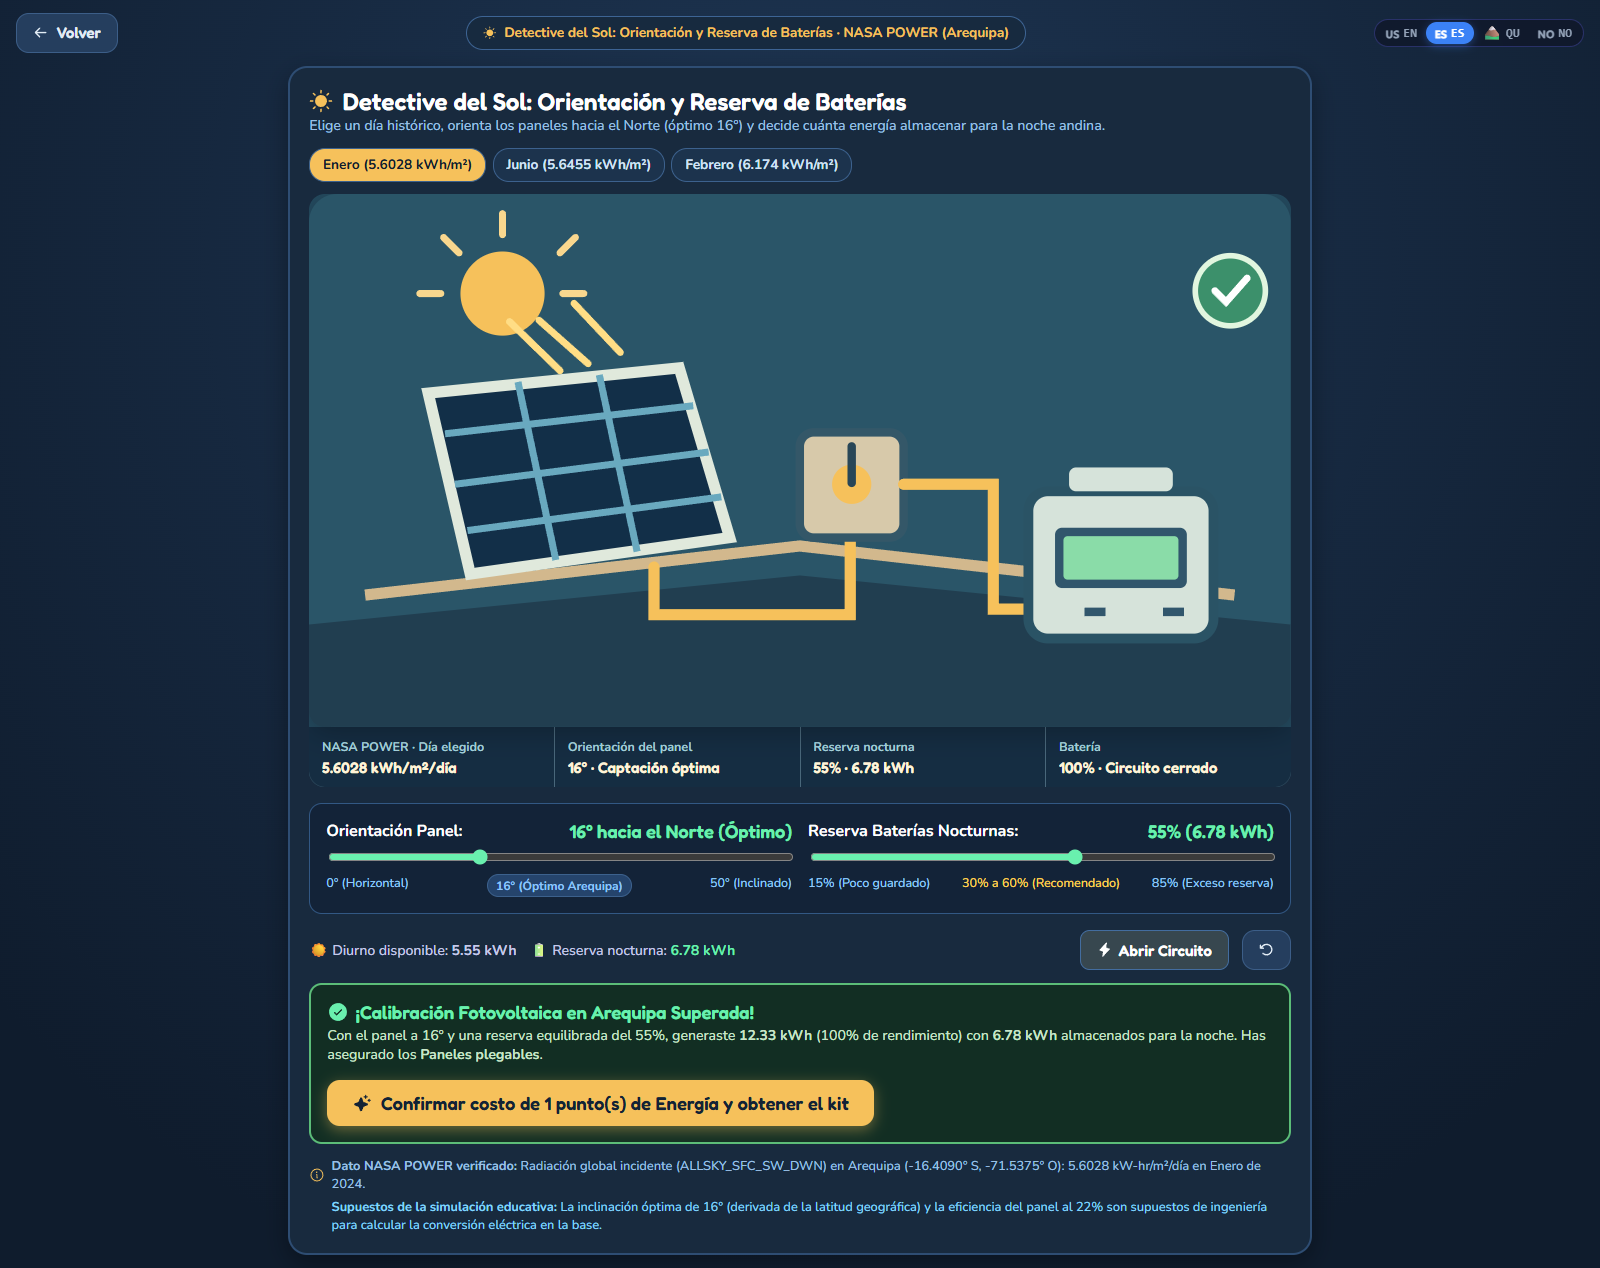 Volver
Detective del Sol: Orientación y Reserva de Baterías · NASA POWER (Arequipa)
US EN
ES ES
QU
NO NO
Detective del Sol: Orientación y Reserva de Baterías
Elige un día histórico, orienta los paneles hacia el Norte (óptimo 16°) y decide cuánta energía almacenar para la noche andina.
Enero (5.6028 kWh/m²)
Junio (5.6455 kWh/m²)
Febrero (6.174 kWh/m²)
NASA POWER · Día elegido
5.6028 kWh/m²/día
Orientación del panel
16° · Captación óptima
Reserva nocturna
55% · 6.78 kWh
Batería
100% · Circuito cerrado
Orientación Panel:
16° hacia el Norte (Óptimo)
0° (Horizontal)
16° (Óptimo Arequipa)
50° (Inclinado)
Reserva Baterías Nocturnas:
55% (6.78 kWh)
15% (Poco guardado)
30% a 60% (Recomendado)
85% (Exceso reserva)
Diurno disponible: 5.55 kWh
Reserva nocturna: 6.78 kWh
Abrir Circuito
¡Calibración Fotovoltaica en Arequipa Superada!
Con el panel a 16° y una reserva equilibrada del 55%, generaste 12.33 kWh (100% de rendimiento) con 6.78 kWh almacenados para la noche. Has
asegurado los Paneles plegables.
Confirmar costo de 1 punto(s) de Energía y obtener el kit
Dato NASA POWER verificado: Radiación global incidente (ALLSKY_SFC_SW_DWN) en Arequipa (-16.4090° S, -71.5375° O): 5.6028 kW-hr/m²/día en Enero de
2024.
Supuestos de la simulación educativa: La inclinación óptima de 16° (derivada de la latitud geográfica) y la eficiencia del panel al 22% son supuestos de ingeniería
para calcular la conversión eléctrica en la base.